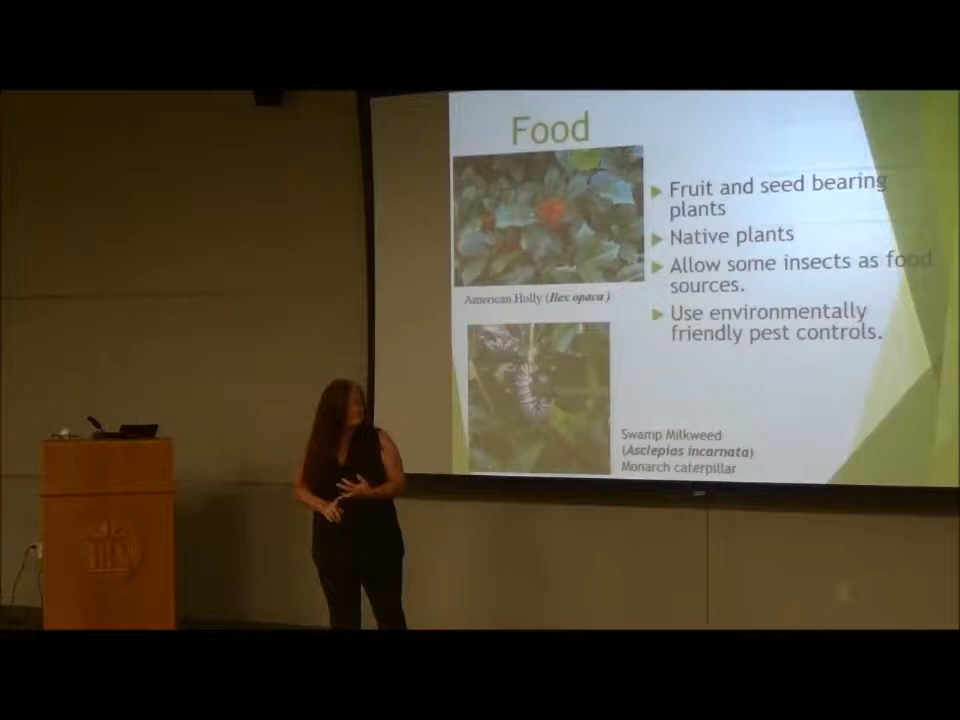 Food
Fruit and seed bearing
plants
Native plants
Allow some insects as food
sources.
Use environmentally
friendly pest controls.
American Holly (Ilex opaca )
Swamp Milkweed
(Asclepias incarnata)
Monarch caterpillar